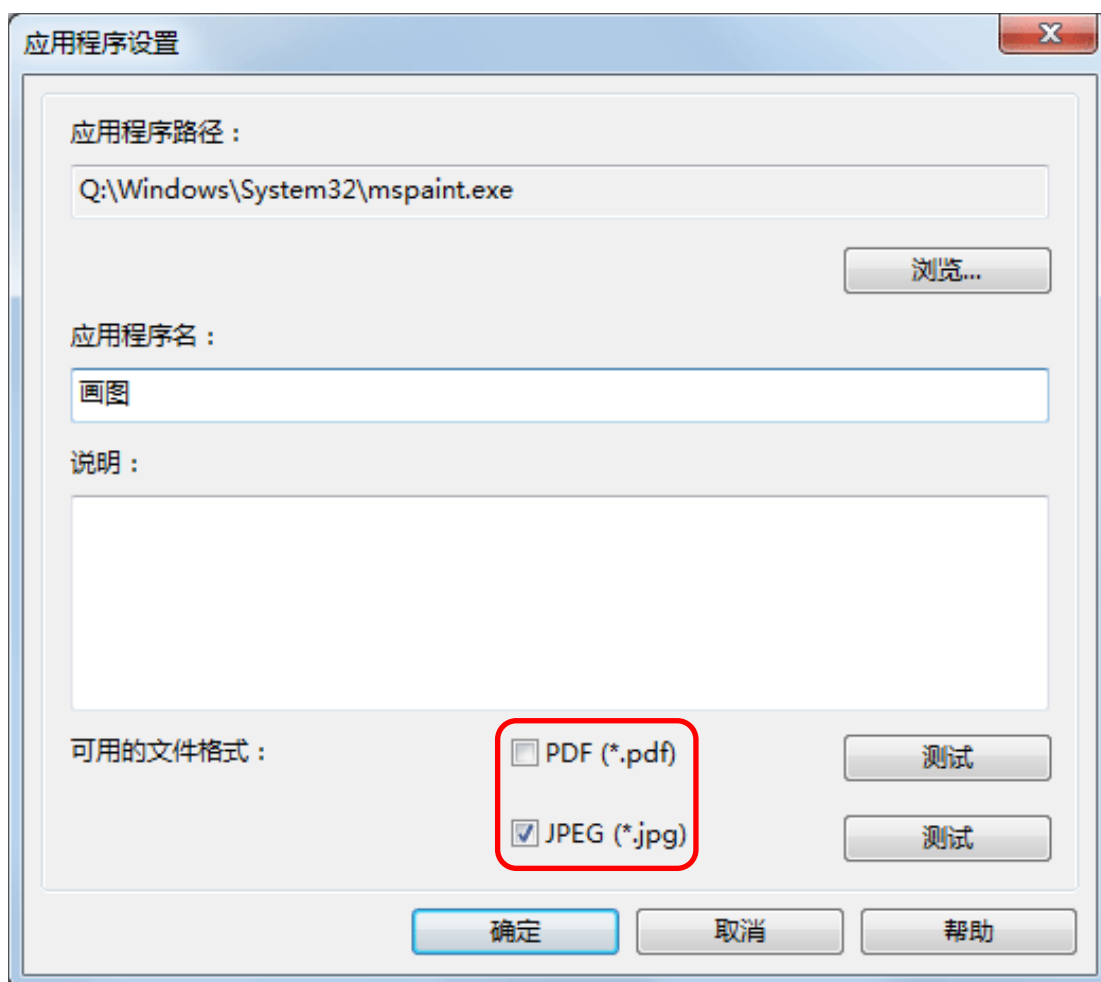 应用程序设置
应用程序路径：
Q:\Windows\System32\mspaint.exe
浏览...
应用程序名：
画图
说明：
可用的文件格式：
PDF (*.pdf)
测试
JPEG (*.jpg)
测试
确定
取消
帮助